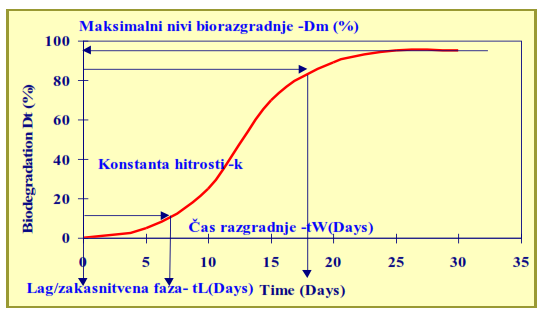 Maksimalni nivi biorazgradnje -Dm (%)
100
80
60
40
20
0
Biodegradation Dt (%)
Konstanta hitrosti -k
Čas razgradnje -tW(Days)
0 5 10 15 20 25 30 35
Lag/zakasnitvena faza- tL(Days) Time (Days)